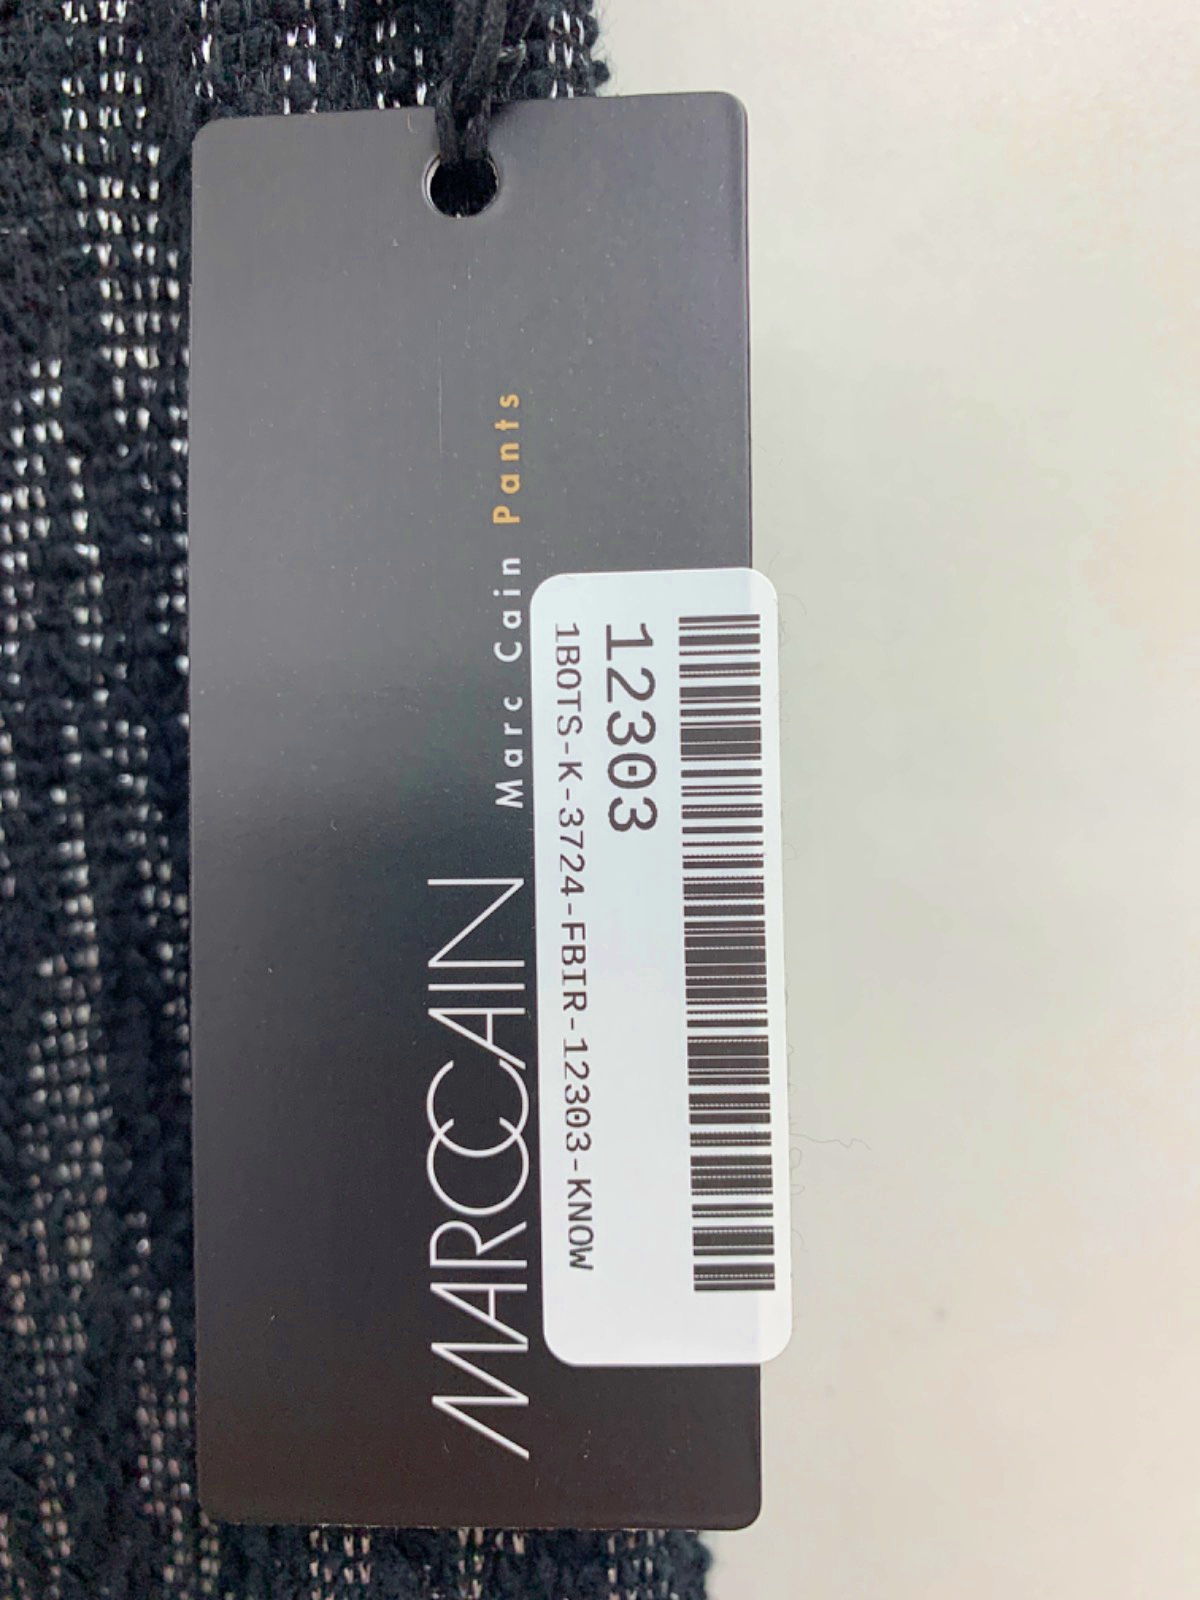 MARCCAIN
Marc Cain Pants
12303
1BOTS-K-3724-FBIR-12303-KNOW